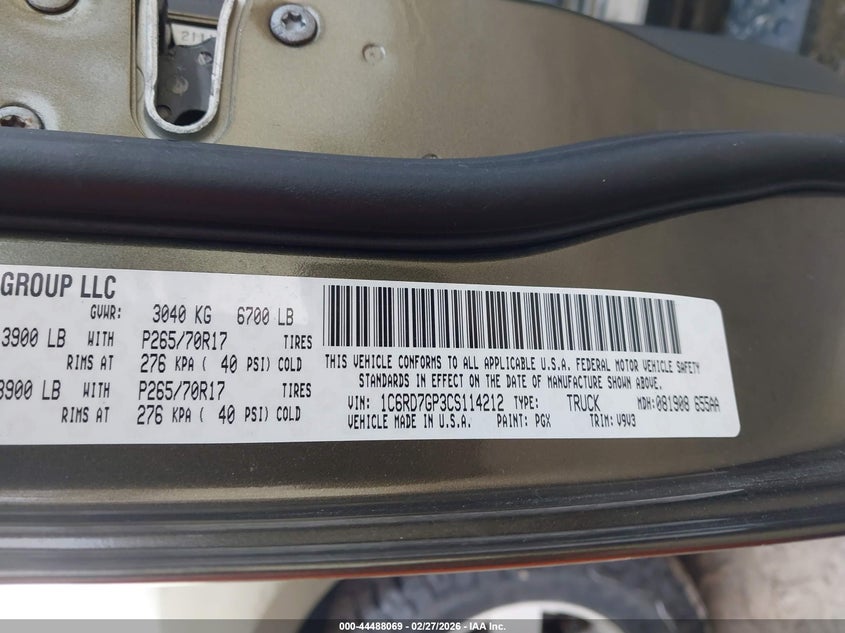 211
GROUP LLC
GVWR: 3040 KG 6700 LB
3900 LB WITH P265/70R17 TIRES
RIMS AT 276 KPA ( 40 PSI) COLD
3900 LB WITH P265/70R17 TIRES
RIMS AT 276 KPA ( 40 PSI) COLD
THIS VEHICLE CONFORMS TO ALL APPLICABLE U.S.A. FEDERAL MOTOR VEHICLE SAFETY
STANDARDS IN EFFECT ON THE DATE OF MANUFACTURE SHOWN ABOVE.
VIN: 1C6RD7GP3CS114212 TYPE: TRUCK MDH: 081908 655AA
VEHICLE MADE IN U.S.A. PAINT: PGX TRIM: V9V3
000-44488069 | 02/27/2026 | IAA Inc.